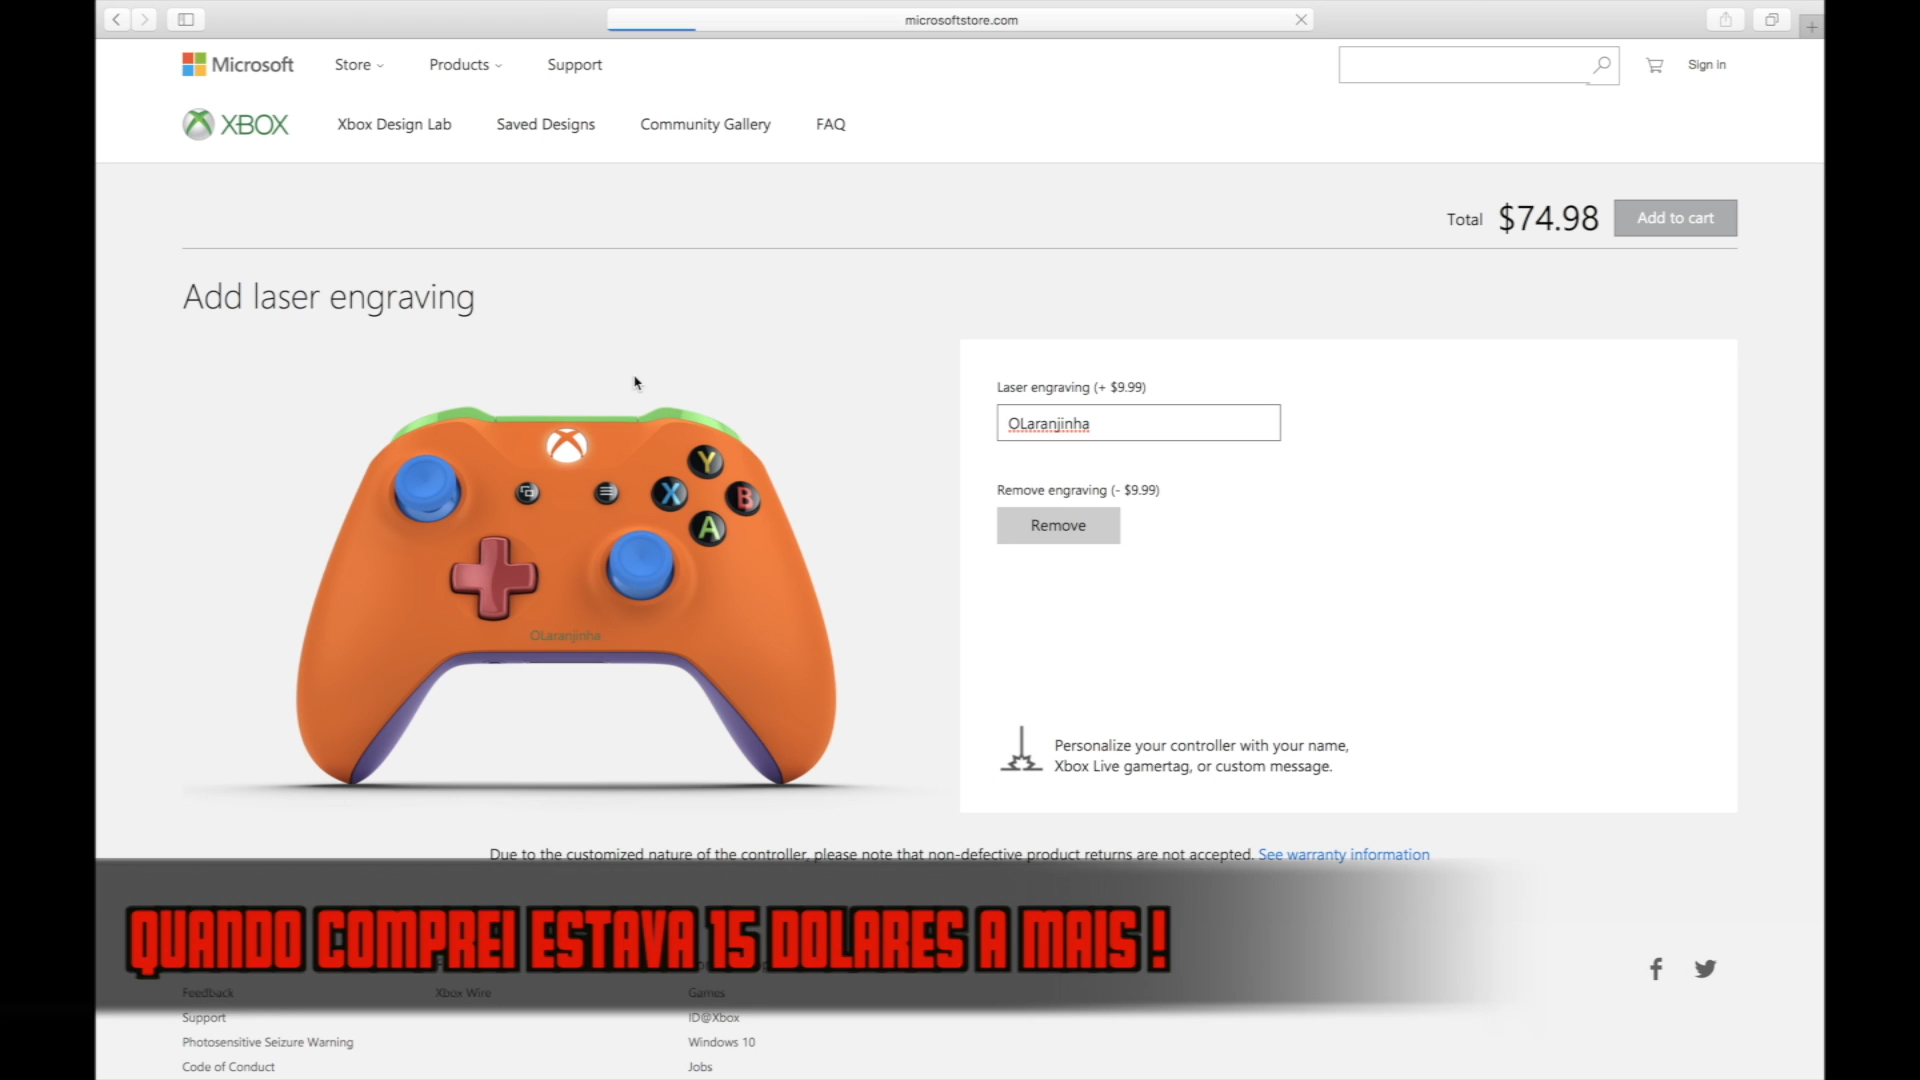 microsoftstore.com
Microsoft Store Products Support Sign in
XBOX Xbox Design Lab Saved Designs Community Gallery FAQ
Total $74.98 Add to cart
Add laser engraving
Laser engraving (+ $9.99)
OLaranjinha
Remove engraving (- $9.99)
Remove
Y
X
B
A
OLaranjinha
Personalize your controller with your name,
Xbox Live gamertag, or custom message.
Due to the customized nature of the controller, please note that non-defective product returns are not accepted. See warranty information
QUANDO COMPREI ESTAVA 15 DOLARES A MAIS!
Feedback Xbox Wire Games
Support ID@Xbox
Photosensitive Seizure Warning Windows 10
Code of Conduct Jobs